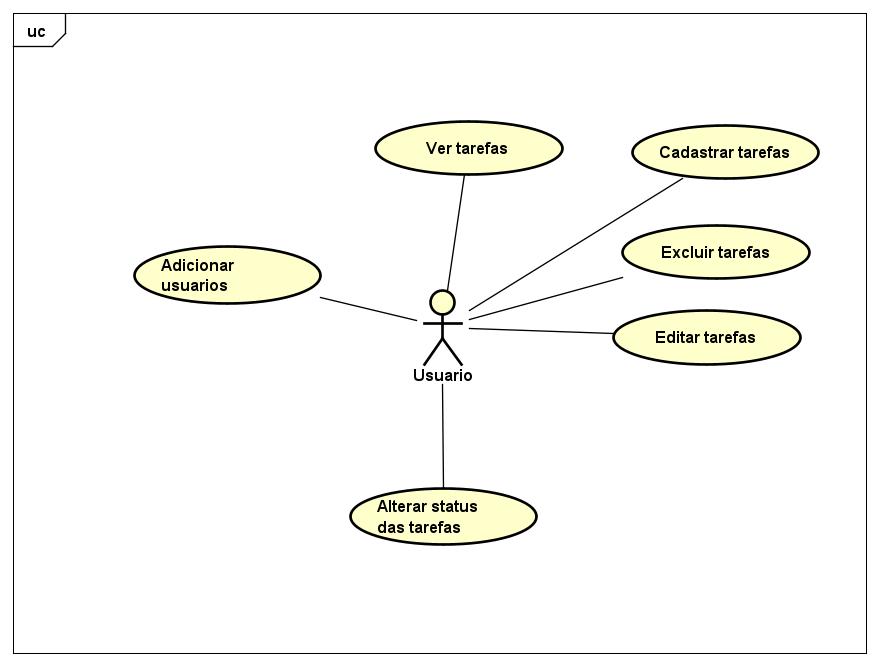 uc
Ver tarefas
Cadastrar tarefas
Adicionar
usuarios
Excluir tarefas
Editar tarefas
Usuario
Alterar status
das tarefas